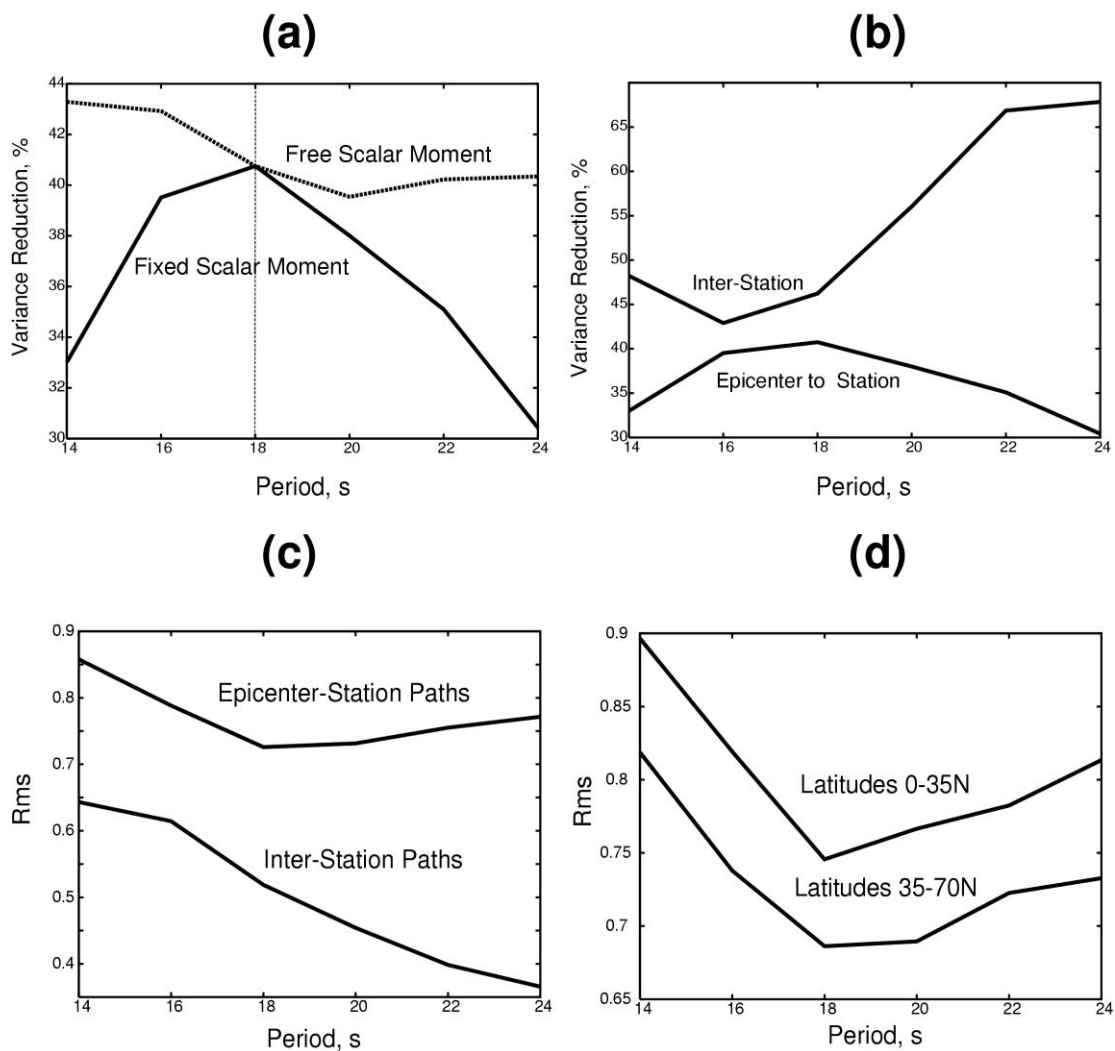 (a)
44
42
40
38
36
34
32
30
14
16
18
20
22
24
Variance Reduction, %
Free Scalar Moment
Fixed Scalar Moment
Period, s
(b)
65
60
55
50
45
40
35
30
14
16
18
20
22
24
Variance Reduction, %
Inter-Station
Epicenter to Station
Period, s
(c)
0.9
0.8
0.7
0.6
0.5
0.4
14
16
18
20
22
24
Rms
Epicenter-Station Paths
Inter-Station Paths
Period, s
(d)
0.9
0.85
0.8
0.75
0.7
0.65
14
16
18
20
22
24
Rms
Latitudes 0-35N
Latitudes 35-70N
Period, s